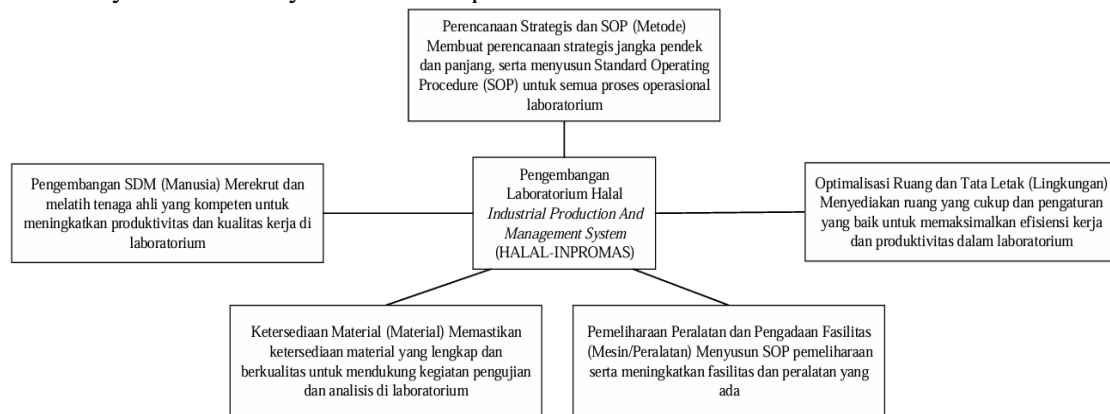 Perencanaan Strategis dan SOP (Metode)
Membuat perencanaan strategis jangka pendek
dan panjang, serta menyusun Standard Operating
Procedure (SOP) untuk semua proses operasional
laboratorium
Pengembangan SDM (Manusia) Merekrut dan
melatih tenaga ahli yang kompeten untuk
meningkatkan produktivitas dan kualitas kerja di
laboratorium
Pengembangan
Laboratorium Halal
Industrial Production And
Management System
(HALAL-INPROMAS)
Optimalisasi Ruang dan Tata Letak (Lingkungan)
Menyediakan ruang yang cukup dan pengaturan
yang baik untuk memaksimalkan efisiensi kerja
dan produktivitas dalam laboratorium
Ketersediaan Material (Material) Memastikan
ketersediaan material yang lengkap dan
berkualitas untuk mendukung kegiatan pengujian
dan analisis di laboratorium
Pemeliharaan Peralatan dan Pengadaan Fasilitas
(Mesin/Peralatan) Menyusun SOP pemeliharaan
serta meningkatkan fasilitas dan peralatan yang
ada